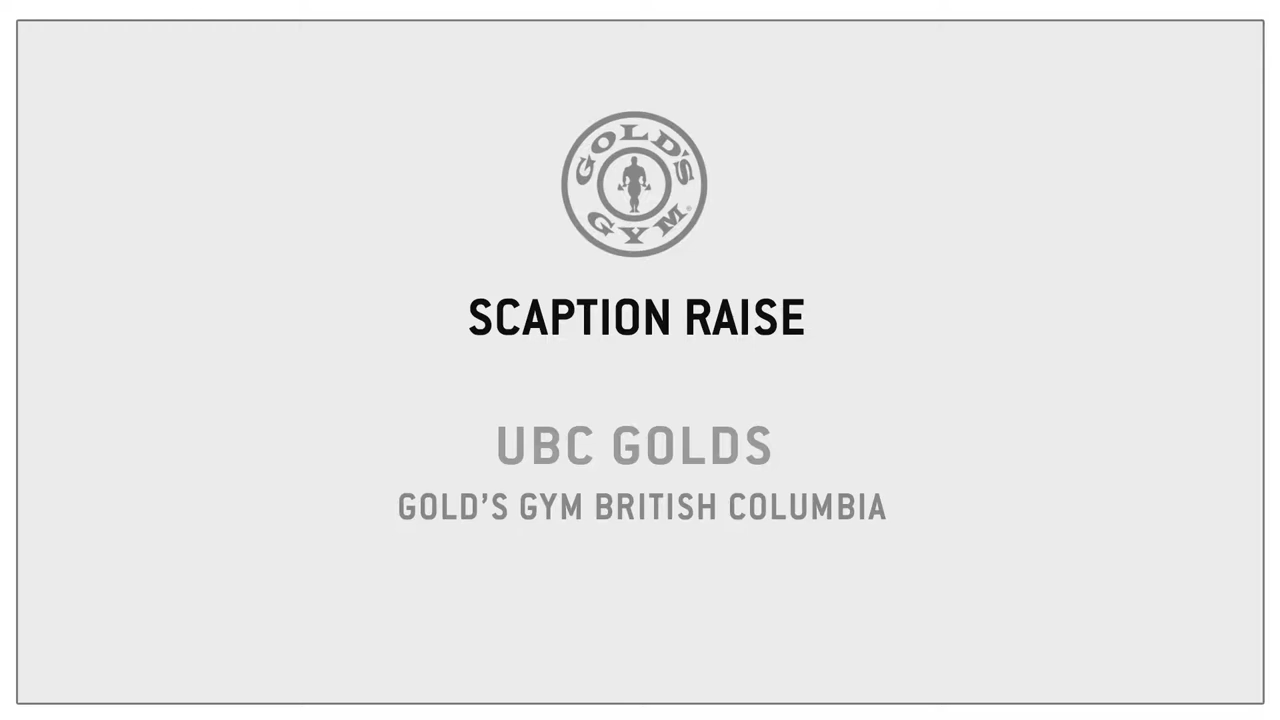 GOLD'S
GYM
SCAPTION RAISE
UBC GOLDS
GOLD'S GYM BRITISH COLUMBIA